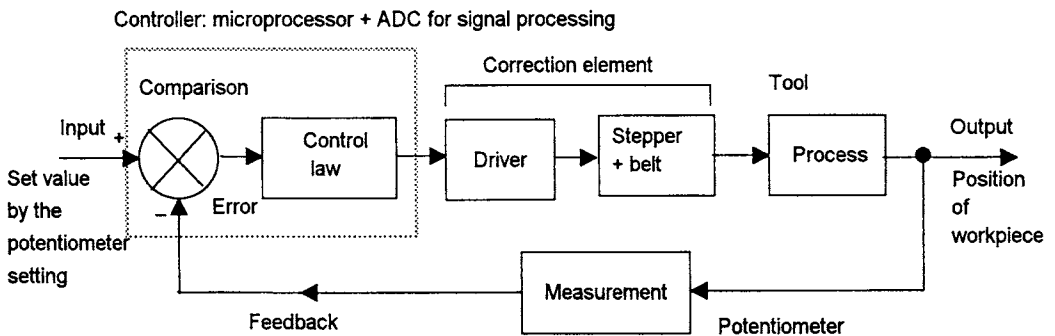 Controller: microprocessor + ADC for signal processing
Correction element
Tool
Comparison
Input
+
Control
law
Driver
Stepper
+ belt
Process
Output
Set value
by the
potentiometer
setting
–
Error
Position
of
workpiece
Measurement
Feedback
Potentiometer